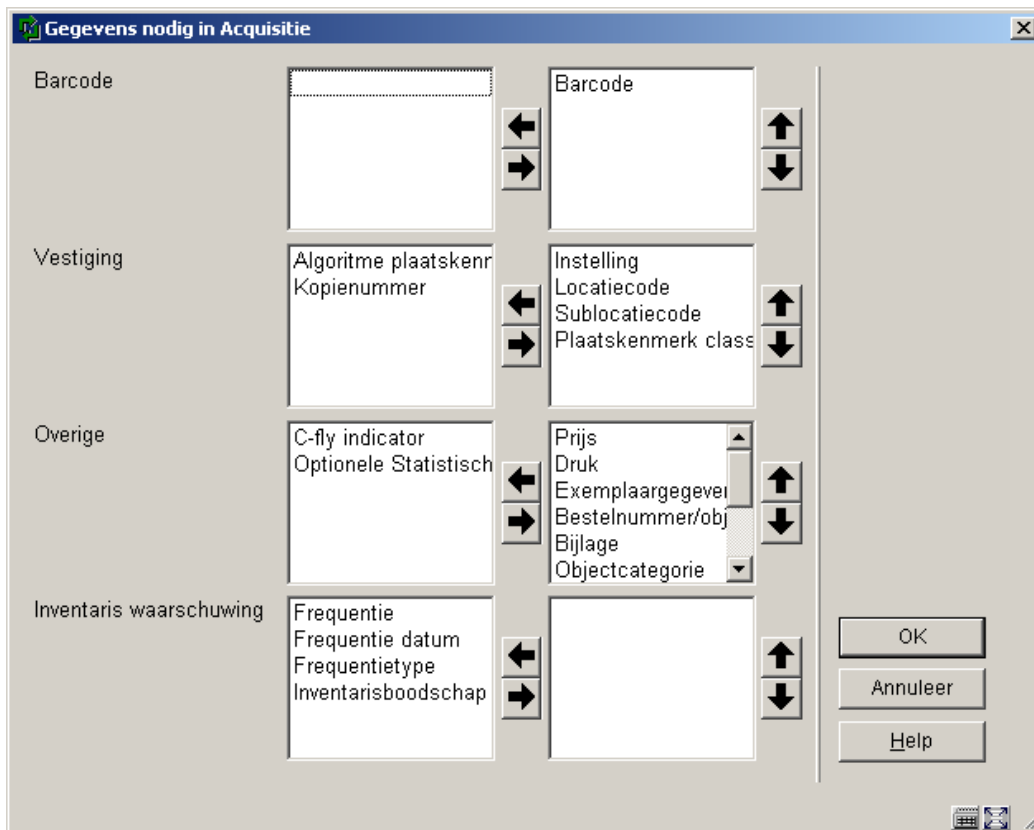 Gegevens nodig in Acquisitie
Barcode
Barcode
Vestiging
Algoritme plaatskenr
Kopienummer
Instelling
Locatiecode
Sublocatiecode
Plaatskenmerk class
Overige
C-fly indicator
Optionele Statistisch
Prijs
Druk
Exemplaargegever
Bestelnummer/obj
Bijlage
Objectcategorie
Inventaris waarschuwing
Frequentie
Frequentie datum
Frequentietype
Inventarisboodschap
OK
Annuleer
Help